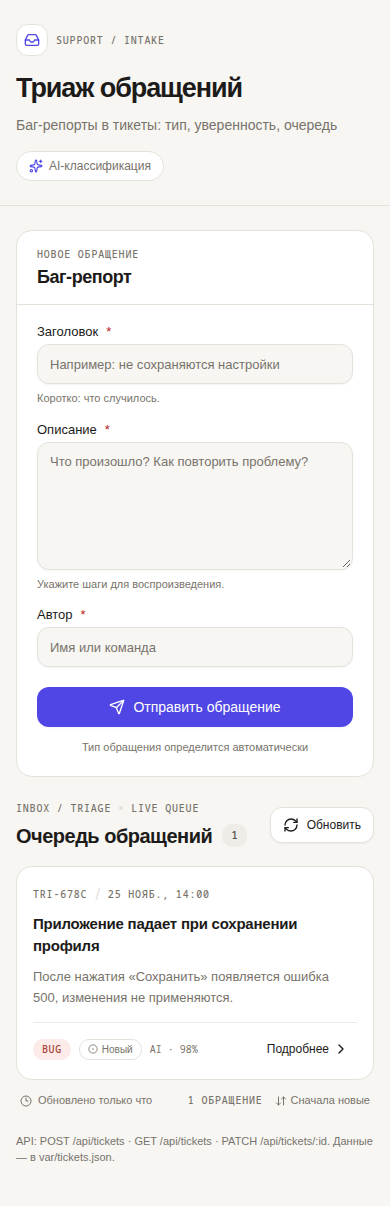 SUPPORT / INTAKE
Триаж обращений
Баг-репорты в тикеты: тип, уверенность, очередь
AI-классификация
НОВОЕ ОБРАЩЕНИЕ
Баг-репорт
Заголовок *
Например: не сохраняются настройки
Коротко: что случилось.
Описание *
Что произошло? Как повторить проблему?
Укажите шаги для воспроизведения.
Автор *
Имя или команда
Отправить обращение
Тип обращения определится автоматически
INBOX / TRIAGE LIVE QUEUE
Очередь обращений 1
Обновить
TRI-678C / 25 НОЯБ., 14:00
Приложение падает при сохранении
профиля
После нажатия «Сохранить» появляется ошибка
500, изменения не применяются.
BUG Новый AI · 98% Подробнее
Обновлено только что 1 ОБРАЩЕНИЕ Сначала новые
API: POST /api/tickets · GET /api/tickets · PATCH /api/tickets/:id. Данные
— в var/tickets.json.